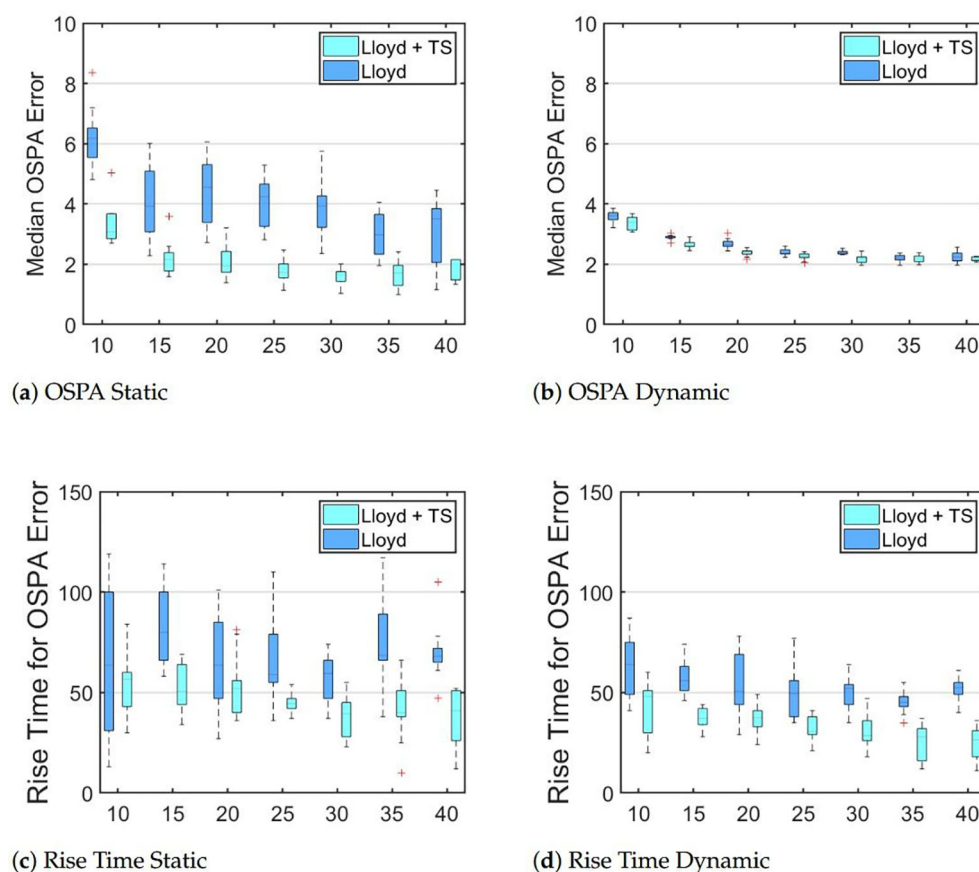 Median OSPA Error
10
8
6
4
2
0
Lloyd + TS
Lloyd
10 15 20 25 30 35 40
(a) OSPA Static
Median OSPA Error
10
8
6
4
2
0
Lloyd + TS
Lloyd
10 15 20 25 30 35 40
(b) OSPA Dynamic
Rise Time for OSPA Error
150
100
50
0
Lloyd + TS
Lloyd
10 15 20 25 30 35 40
(c) Rise Time Static
Rise Time for OSPA Error
150
100
50
0
Lloyd + TS
Lloyd
10 15 20 25 30 35 40
(d) Rise Time Dynamic